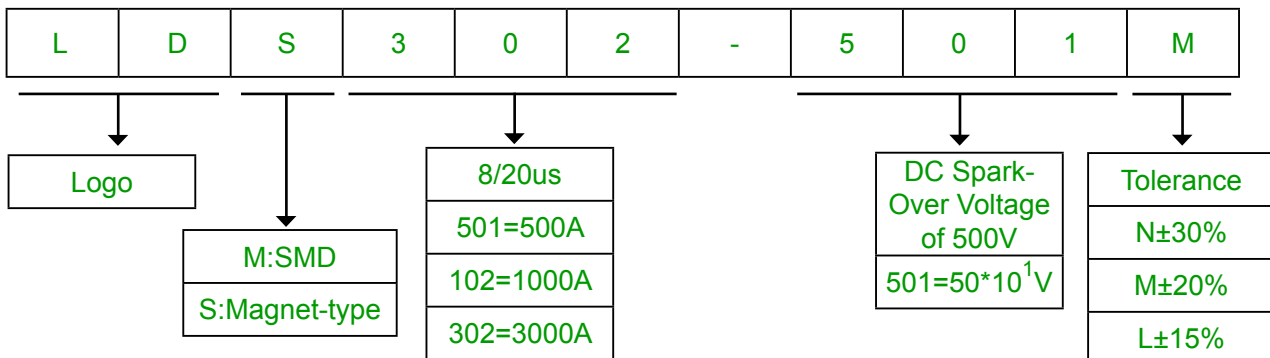 L D S 3 0 2 - 5 0 1 M
Logo
M:SMD
S:Magnet-type
8/20us
501=500A
102=1000A
302=3000A
DC Spark-
Over Voltage
of 500V
501=50*10¹V
Tolerance
N±30%
M±20%
L±15%